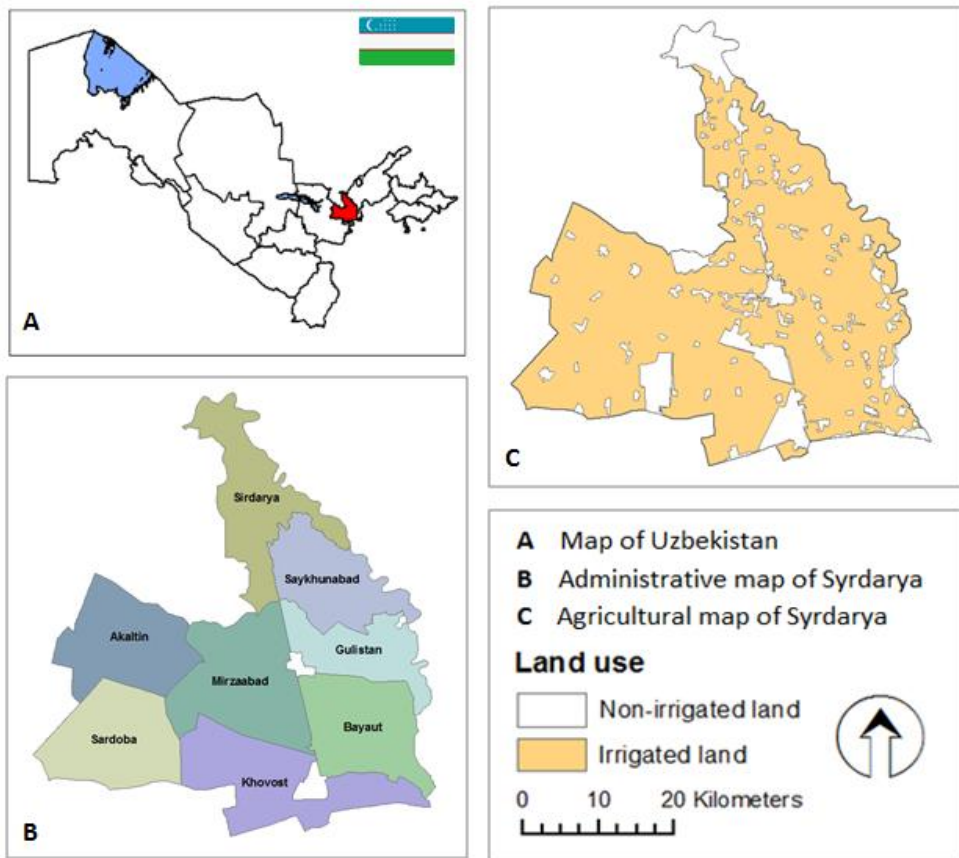 A
B
Sirdarya
Saykhunabad
Akaltin
Gulistan
Mirzaabad
Bayaut
Sardoba
Khovost
C
A Map of Uzbekistan
B Administrative map of Syrdarya
C Agricultural map of Syrdarya
Land use
Non-irrigated land
Irrigated land
0 10 20 Kilometers